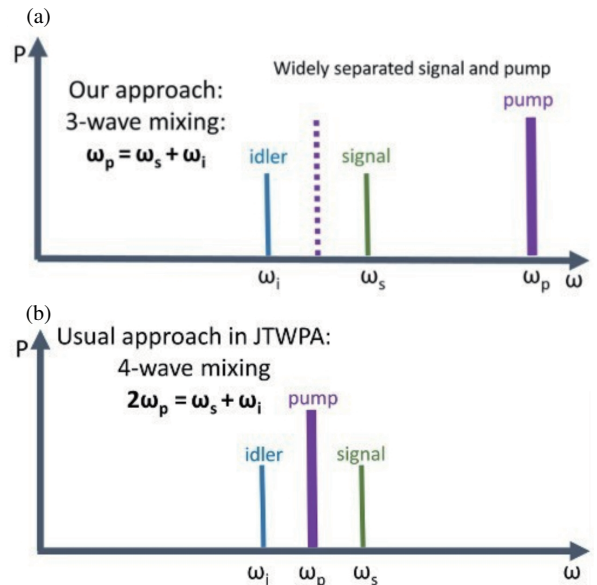 (a)
P
Our approach:
3-wave mixing:
ωp = ωs + ωi
Widely separated signal and pump
pump
idler
signal
ωi
ωs
ωp
ω
(b)
P
Usual approach in JTWPA:
4-wave mixing
2ωp = ωs + ωi
pump
idler
signal
ωi
ωp
ωs
ω